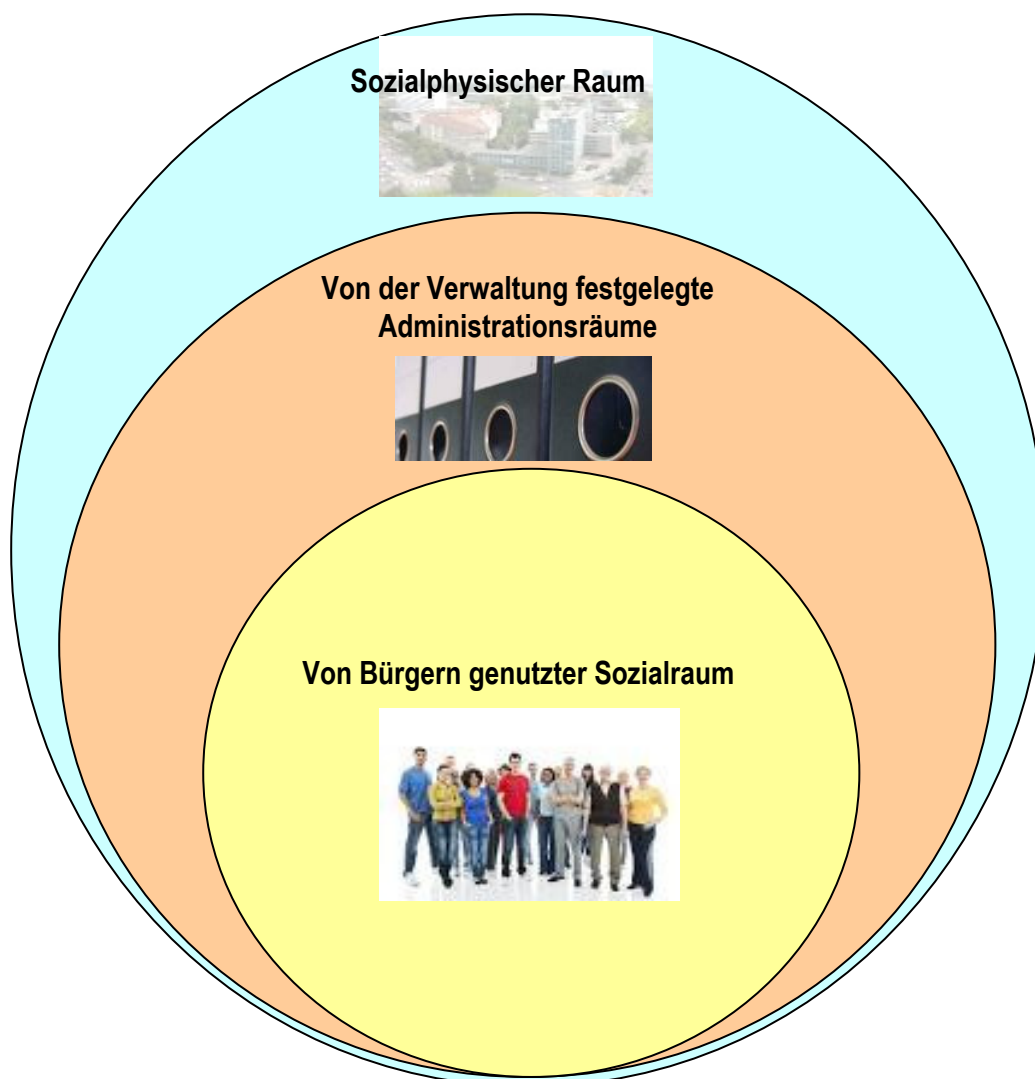 Sozialphysischer Raum
Von der Verwaltung festgelegte
Administrationsräume
Von Bürgern genutzter Sozialraum